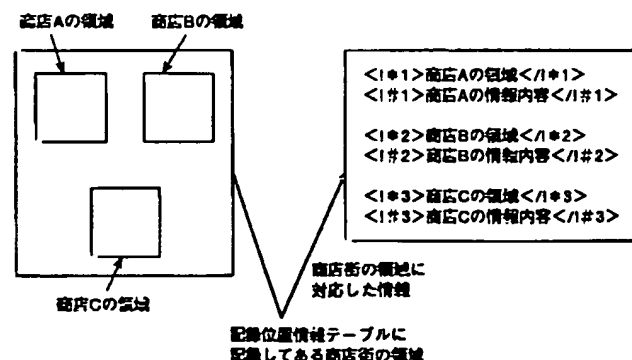 商店Aの領域
商店Bの領域
<!*1>商店Aの領域</!*1>
<!#1>商店Aの情報内容</!#1>
<!*2>商店Bの領域</!*2>
<!#2>商店Bの情報内容</!#2>
<!*3>商店Cの領域</!*3>
<!#3>商店Cの情報内容</!#3>
商店Cの領域
商店街の領域に
対応した情報
記録位置情報テーブルに
記録してある商店街の領域